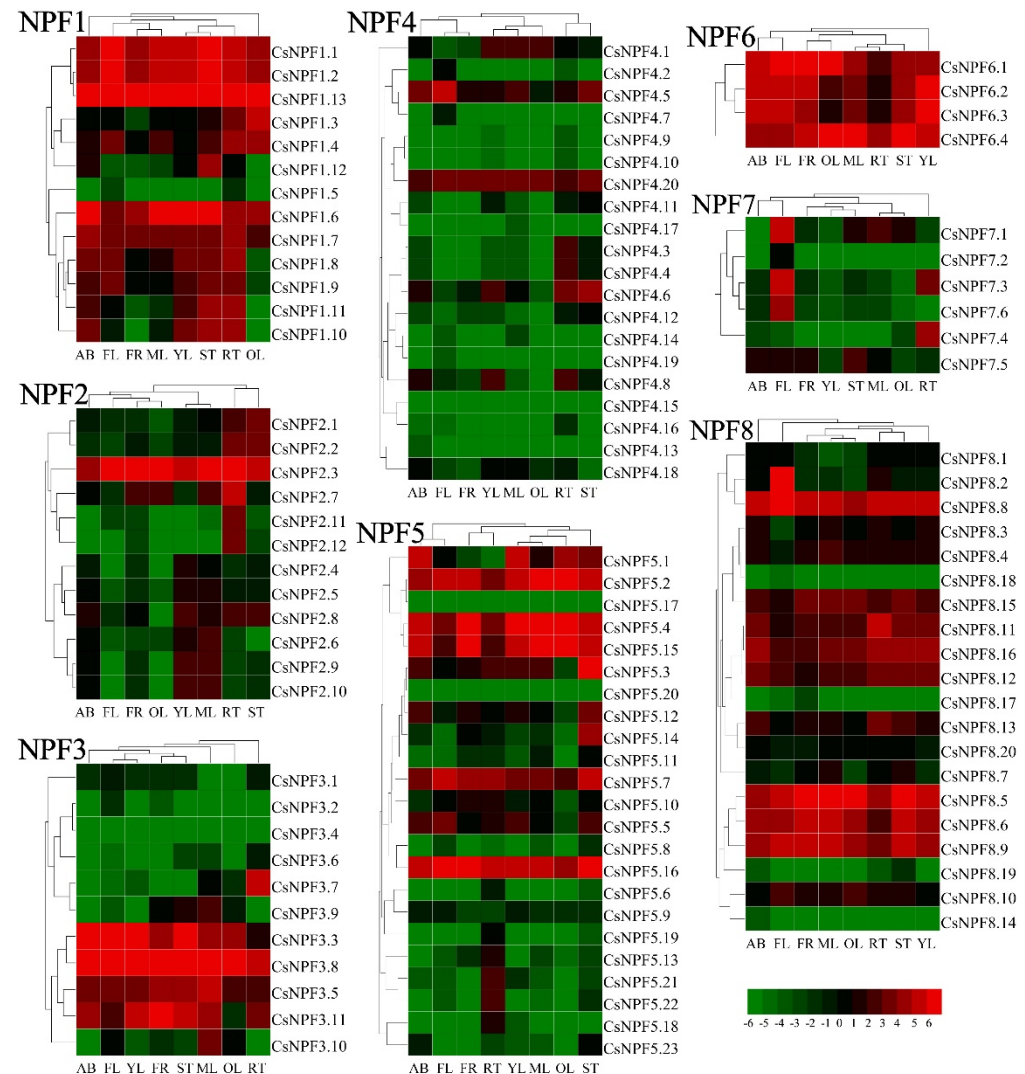 NPF1
CsNPF1.1
CsNPF1.2
CsNPF1.13
CsNPF1.3
CsNPF1.4
CsNPF1.12
CsNPF1.5
CsNPF1.6
CsNPF1.7
CsNPF1.8
CsNPF1.9
CsNPF1.11
CsNPF1.10
AB FL FR ML YL ST RT OL
NPF2
CsNPF2.1
CsNPF2.2
CsNPF2.3
CsNPF2.7
CsNPF2.11
CsNPF2.12
CsNPF2.4
CsNPF2.5
CsNPF2.8
CsNPF2.6
CsNPF2.9
CsNPF2.10
AB FL FR OL YL ML RT ST
NPF3
CsNPF3.1
CsNPF3.2
CsNPF3.4
CsNPF3.6
CsNPF3.7
CsNPF3.9
CsNPF3.3
CsNPF3.8
CsNPF3.5
CsNPF3.11
CsNPF3.10
AB FL YL FR ST ML OL RT
NPF4
CsNPF4.1
CsNPF4.2
CsNPF4.5
CsNPF4.7
CsNPF4.9
CsNPF4.10
CsNPF4.20
CsNPF4.11
CsNPF4.17
CsNPF4.3
CsNPF4.4
CsNPF4.6
CsNPF4.12
CsNPF4.14
CsNPF4.19
CsNPF4.8
CsNPF4.15
CsNPF4.16
CsNPF4.13
CsNPF4.18
AB FL FR YL ML OL RT ST
NPF5
CsNPF5.1
CsNPF5.2
CsNPF5.17
CsNPF5.4
CsNPF5.15
CsNPF5.3
CsNPF5.20
CsNPF5.12
CsNPF5.14
CsNPF5.11
CsNPF5.7
CsNPF5.10
CsNPF5.5
CsNPF5.8
CsNPF5.16
CsNPF5.6
CsNPF5.9
CsNPF5.19
CsNPF5.13
CsNPF5.21
CsNPF5.22
CsNPF5.18
CsNPF5.23
AB FL FR RT YL ML OL ST
NPF6
CsNPF6.1
CsNPF6.2
CsNPF6.3
CsNPF6.4
AB FL FR OL ML RT ST YL
NPF7
CsNPF7.1
CsNPF7.2
CsNPF7.3
CsNPF7.6
CsNPF7.4
CsNPF7.5
AB FL FR YL ST ML OL RT
NPF8
CsNPF8.1
CsNPF8.2
CsNPF8.8
CsNPF8.3
CsNPF8.4
CsNPF8.18
CsNPF8.15
CsNPF8.11
CsNPF8.16
CsNPF8.12
CsNPF8.17
CsNPF8.13
CsNPF8.20
CsNPF8.7
CsNPF8.5
CsNPF8.6
CsNPF8.9
CsNPF8.19
CsNPF8.10
CsNPF8.14
AB FL FR ML OL RT ST YL
-6 -5 -4 -3 -2 -1 0 1 2 3 4 5 6